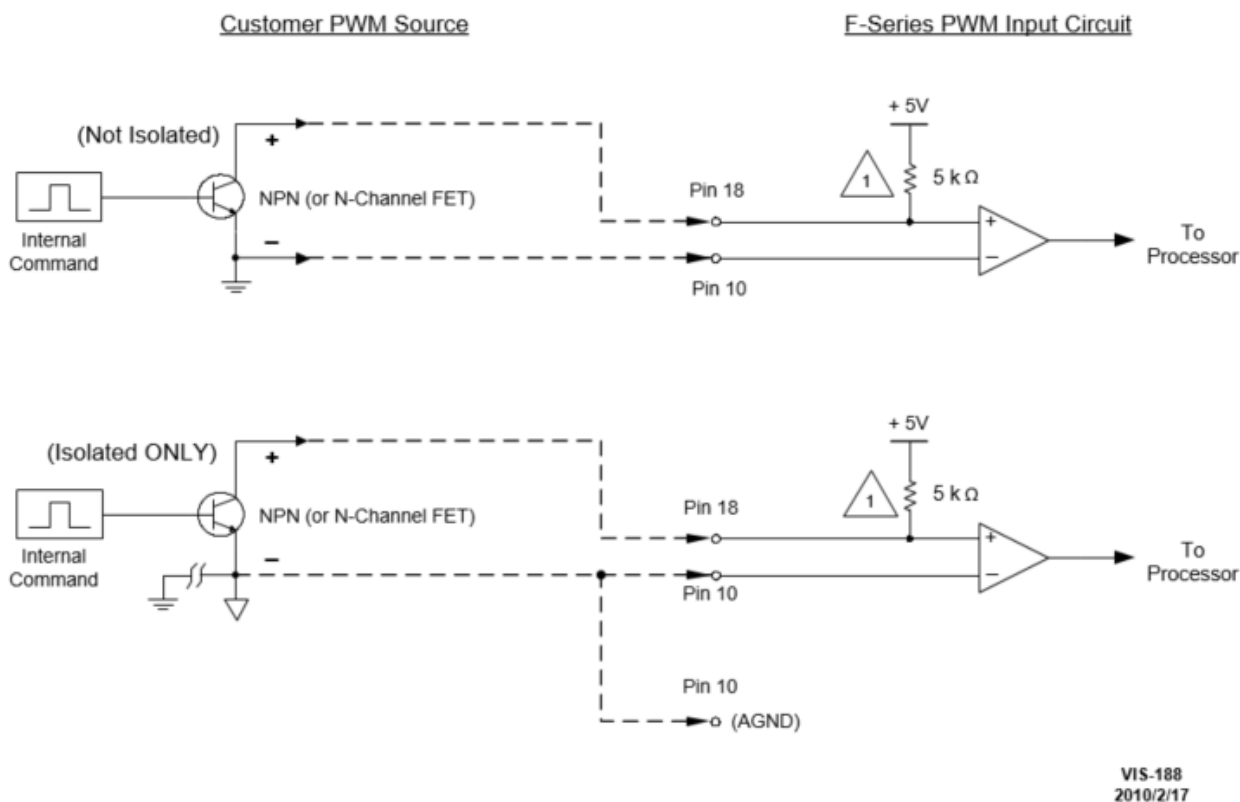 Customer PWM Source
F-Series PWM Input Circuit
+ 5V
(Not Isolated)
+
1
5 k Ω
Pin 18
NPN (or N-Channel FET)
+
Internal
Command
−
−
To
Processor
Pin 10
+ 5V
(Isolated ONLY)
+
1
5 k Ω
Pin 18
NPN (or N-Channel FET)
+
Internal
Command
−
−
To
Processor
Pin 10
Pin 10
(AGND)
VIS-188
2010/2/17